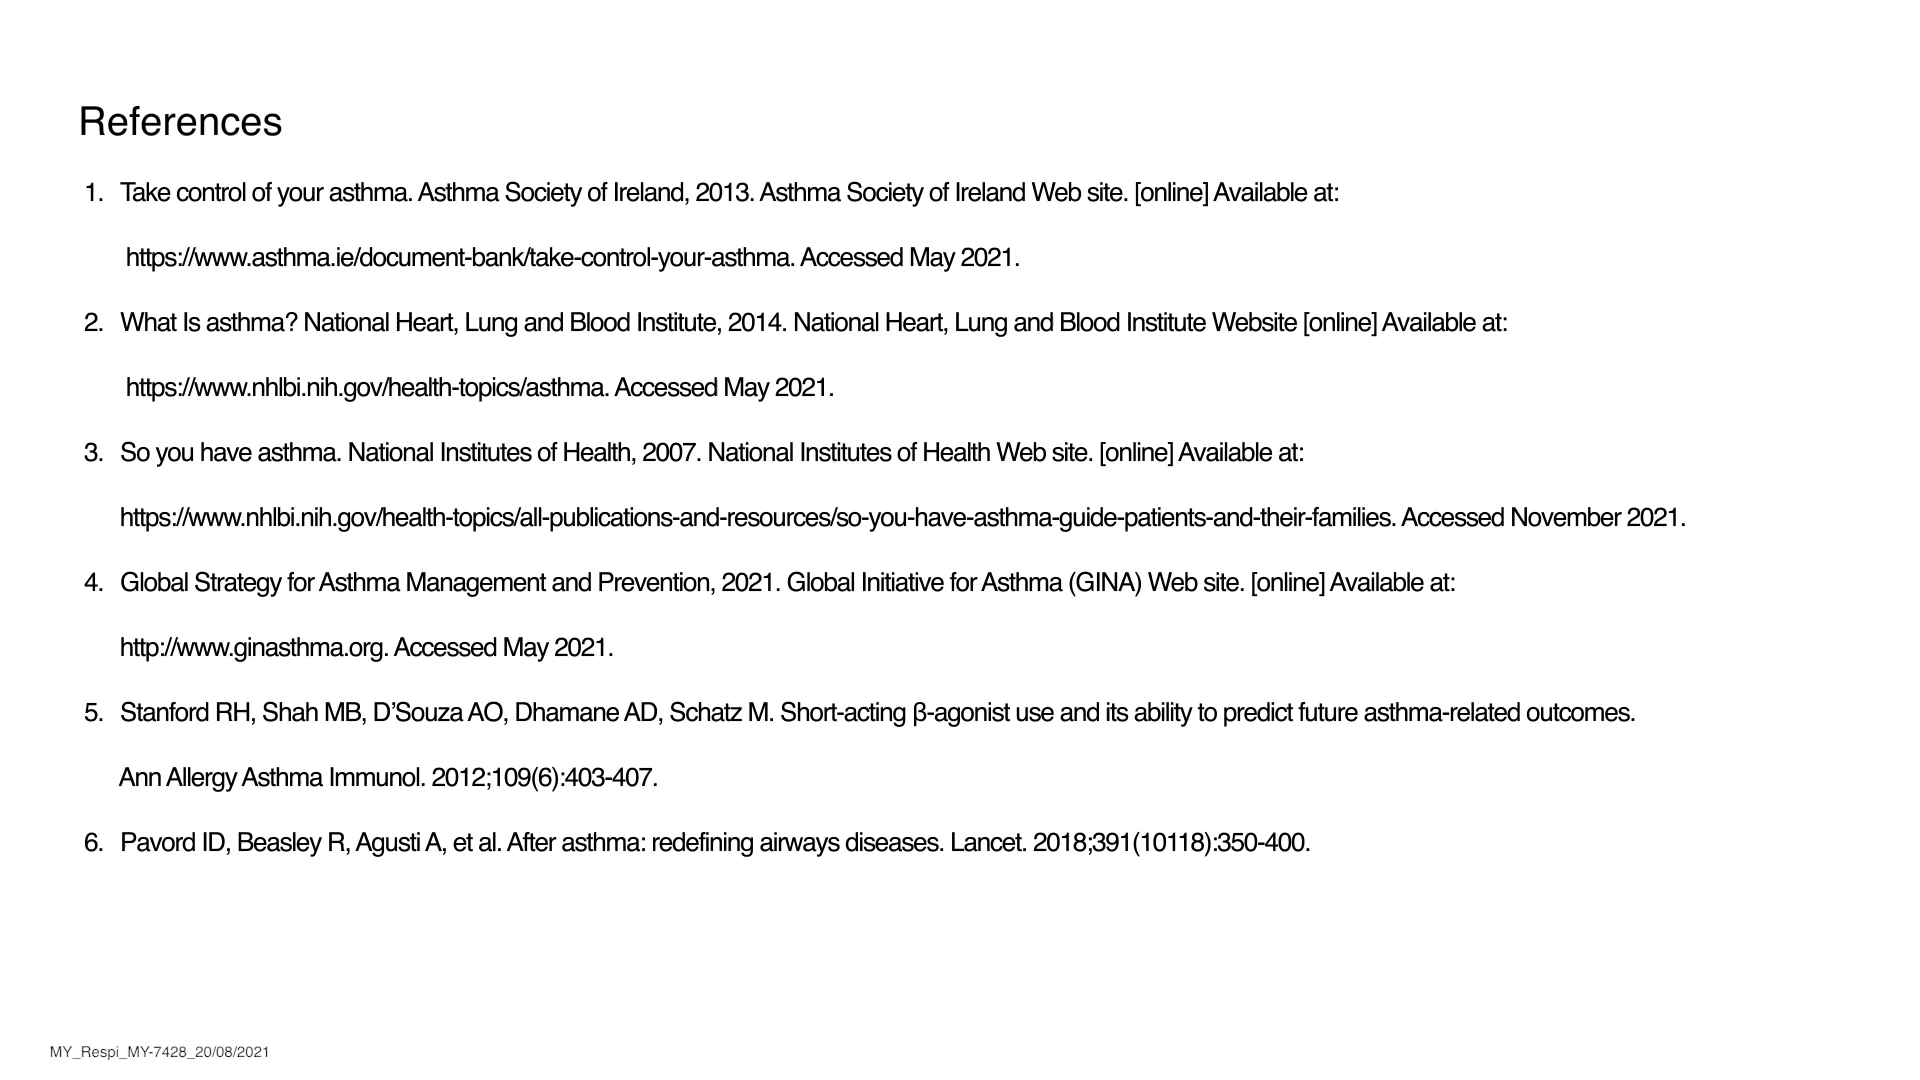 References
1. Take control of your asthma. Asthma Society of Ireland, 2013. Asthma Society of Ireland Web site. [online] Available at:
https://www.asthma.ie/document-bank/take-control-your-asthma. Accessed May 2021.
2. What Is asthma? National Heart, Lung and Blood Institute, 2014. National Heart, Lung and Blood Institute Website [online] Available at:
https://www.nhlbi.nih.gov/health-topics/asthma. Accessed May 2021.
3. So you have asthma. National Institutes of Health, 2007. National Institutes of Health Web site. [online] Available at:
https://www.nhlbi.nih.gov/health-topics/all-publications-and-resources/so-you-have-asthma-guide-patients-and-their-families. Accessed November 2021.
4. Global Strategy for Asthma Management and Prevention, 2021. Global Initiative for Asthma (GINA) Web site. [online] Available at:
http://www.ginasthma.org. Accessed May 2021.
5. Stanford RH, Shah MB, D’Souza AO, Dhamane AD, Schatz M. Short-acting β-agonist use and its ability to predict future asthma-related outcomes.
Ann Allergy Asthma Immunol. 2012;109(6):403-407.
6. Pavord ID, Beasley R, Agusti A, et al. After asthma: redefining airways diseases. Lancet. 2018;391(10118):350-400.
MY_Respi_MY-7428_20/08/2021